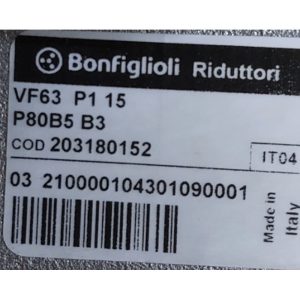 Bonfiglioli Riduttori
VF63 P1 15
P80B5 B3
COD 203180152
IT04
03 210000104301090001
Made in
Italy